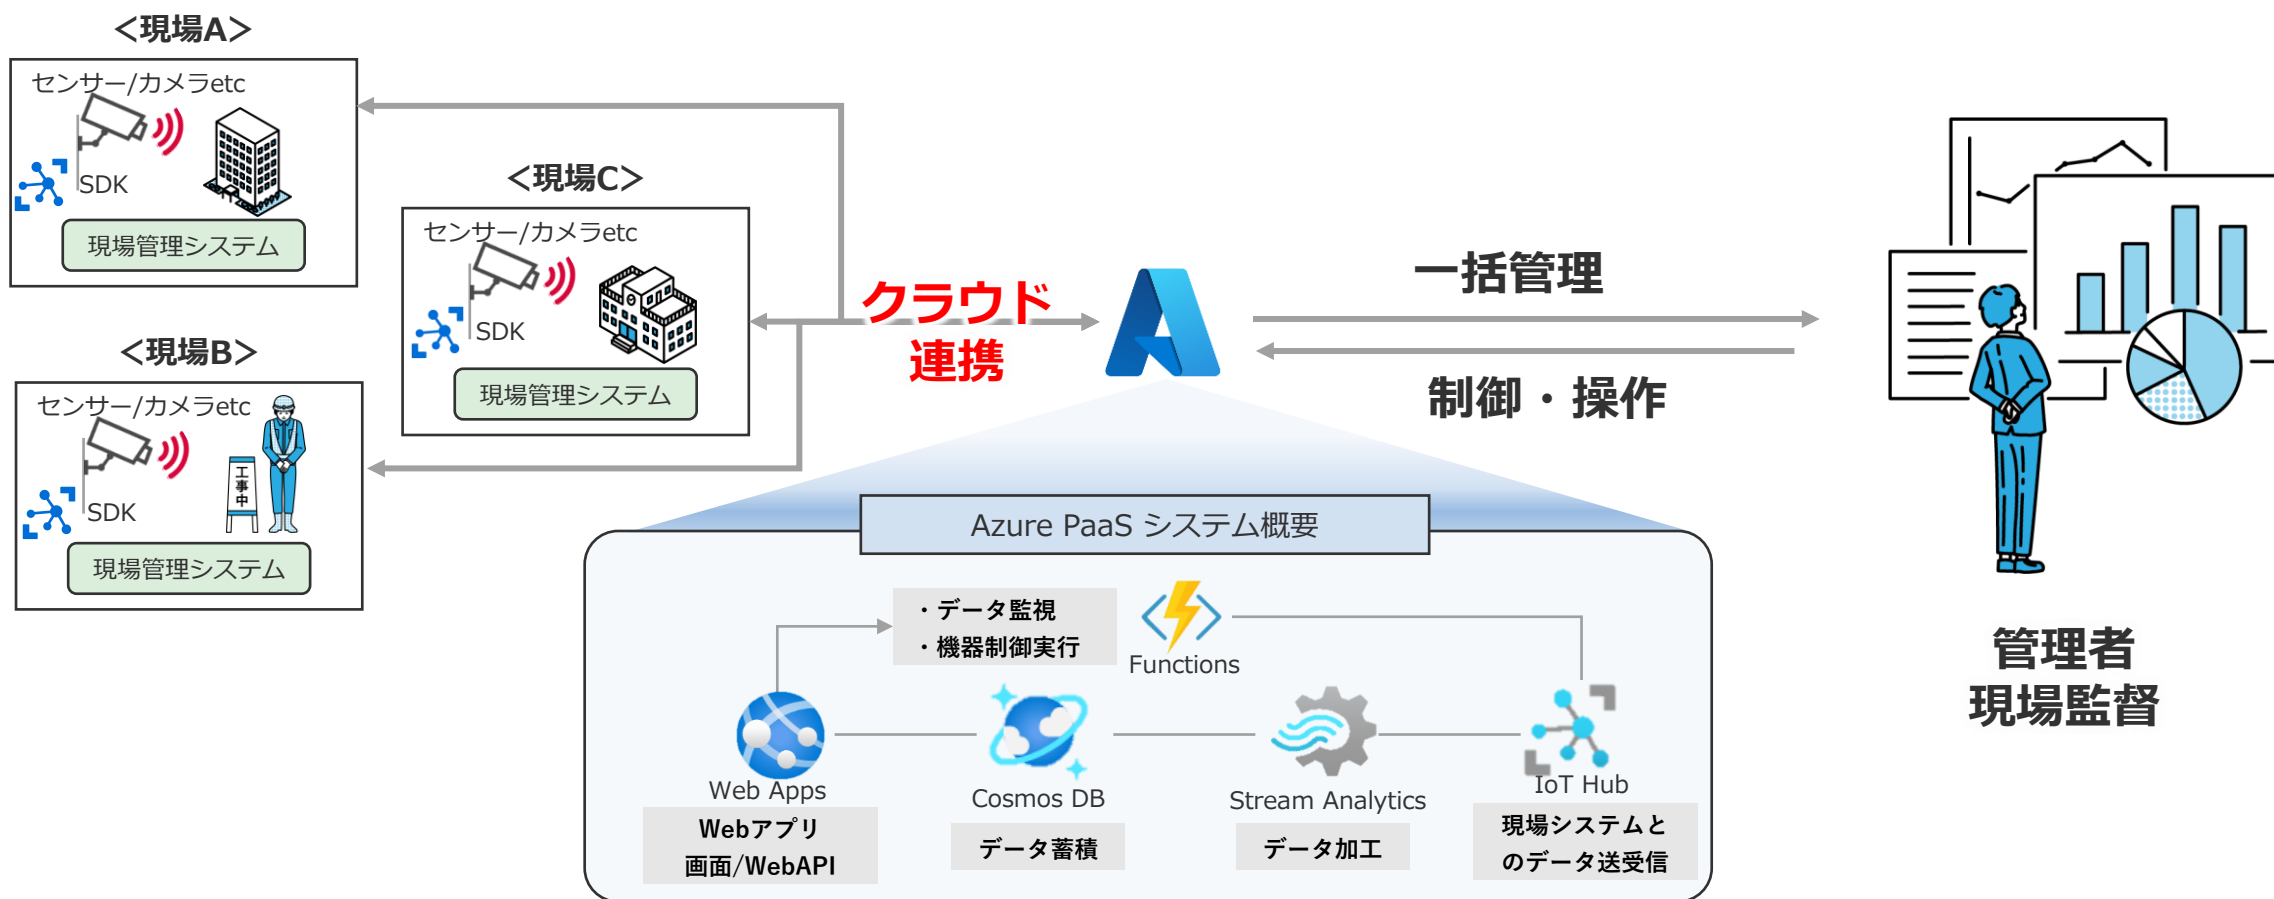 ＜現場A＞
センサー/カメラetc
SDK
現場管理システム
＜現場C＞
センサー/カメラetc
SDK
現場管理システム
＜現場B＞
センサー/カメラetc
工事中
SDK
現場管理システム
クラウド
連携
一括管理
制御・操作
管理者
現場監督
Azure PaaS システム概要
・データ監視
・機器制御実行
Functions
Web Apps
Webアプリ
画面/WebAPI
Cosmos DB
データ蓄積
Stream Analytics
データ加工
IoT Hub
現場システムと
のデータ送受信